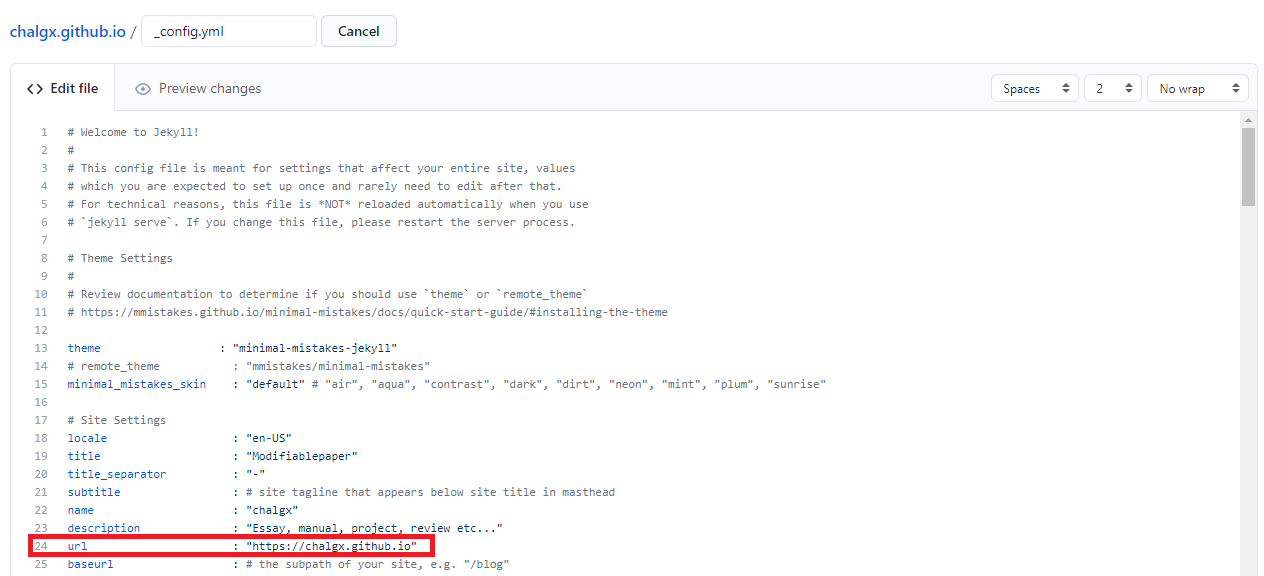 chalgx.github.io / _config.yml Cancel
<> Edit file Preview changes Spaces 2 No wrap
1 # Welcome to Jekyll!
2 #
3 # This config file is meant for settings that affect your entire site, values
4 # which you are expected to set up once and rarely need to edit after that.
5 # For technical reasons, this file is *NOT* reloaded automatically when you use
6 # `jekyll serve`. If you change this file, please restart the server process.
7
8 # Theme Settings
9 #
10 # Review documentation to determine if you should use `theme` or `remote_theme`
11 # https://mmistakes.github.io/minimal-mistakes/docs/quick-start-guide/#installing-the-theme
12
13 theme : "minimal-mistakes-jekyll"
14 # remote_theme : "mmistakes/minimal-mistakes"
15 minimal_mistakes_skin : "default" # "air", "aqua", "contrast", "dark", "dirt", "neon", "mint", "plum", "sunrise"
16
17 # Site Settings
18 locale : "en-US"
19 title : "Modifiablepaper"
20 title_separator : "-"
21 subtitle : # site tagline that appears below site title in masthead
22 name : "chalgx"
23 description : "Essay, manual, project, review etc..."
24 url : "https://chalgx.github.io"
25 baseurl : # the subpath of your site, e.g. "/blog"